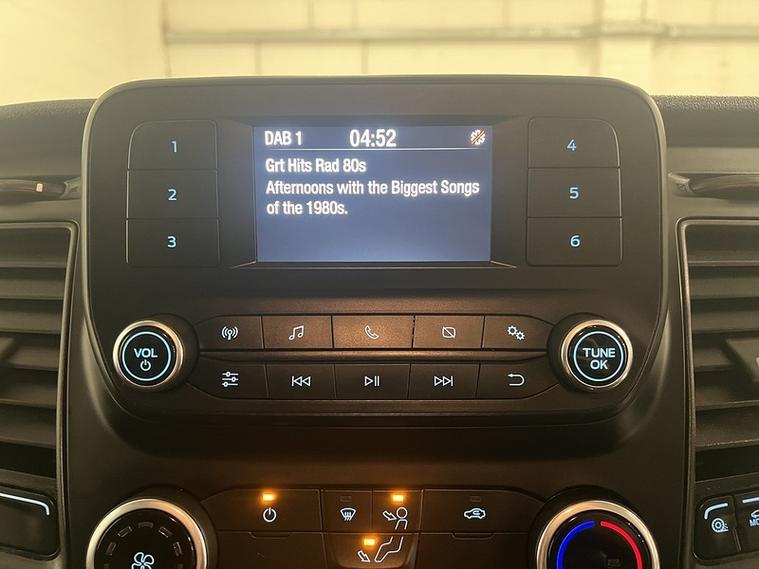 DAB 1 04:52
Grt Hits Rad 80s
Afternoons with the Biggest Songs
of the 1980s.
1
2
3
4
5
6
VOL
TUNE
OK